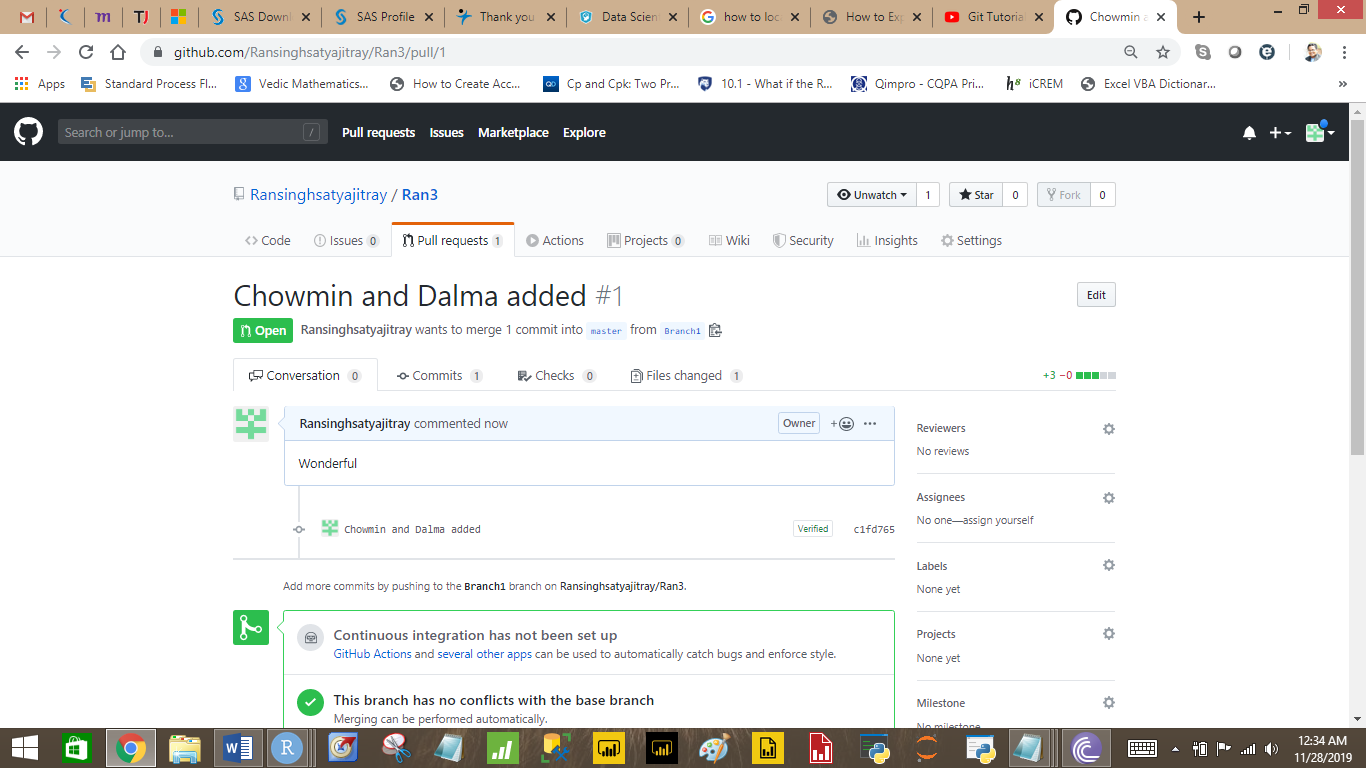 SAS Downl
SAS Profile
Thank you
Data Scien
how to loc
How to Exp
Git Tutoria
Chowmin a
github.com/Ransinghsatyajitray/Ran3/pull/1
Apps
Standard Process Fl...
Vedic Mathematics...
How to Create Acc...
Cp and Cpk: Two Pr...
10.1 - What if the R...
Qimpro - CQPA Pri...
iCREM
Excel VBA Dictionar...
»
Search or jump to...
/
Pull requests
Issues
Marketplace
Explore
Ransinghsatyajitray / Ran3
Unwatch 1
Star 0
Fork 0
Code
Issues 0
Pull requests 1
Actions
Projects 0
Wiki
Security
Insights
Settings
Chowmin and Dalma added #1
Edit
Open
Ransinghsatyajitray wants to merge 1 commit into master from Branch1
Conversation 0
Commits 1
Checks 0
Files changed 1
+3 −0
Ransinghsatyajitray commented now
Owner
Wonderful
Chowmin and Dalma added
Verified
c1fd765
Add more commits by pushing to the Branch1 branch on Ransinghsatyajitray/Ran3.
Continuous integration has not been set up
GitHub Actions and several other apps can be used to automatically catch bugs and enforce style.
This branch has no conflicts with the base branch
Merging can be performed automatically.
Reviewers
No reviews
Assignees
No one—assign yourself
Labels
None yet
Projects
None yet
Milestone
No milestone
12:34 AM
11/28/2019